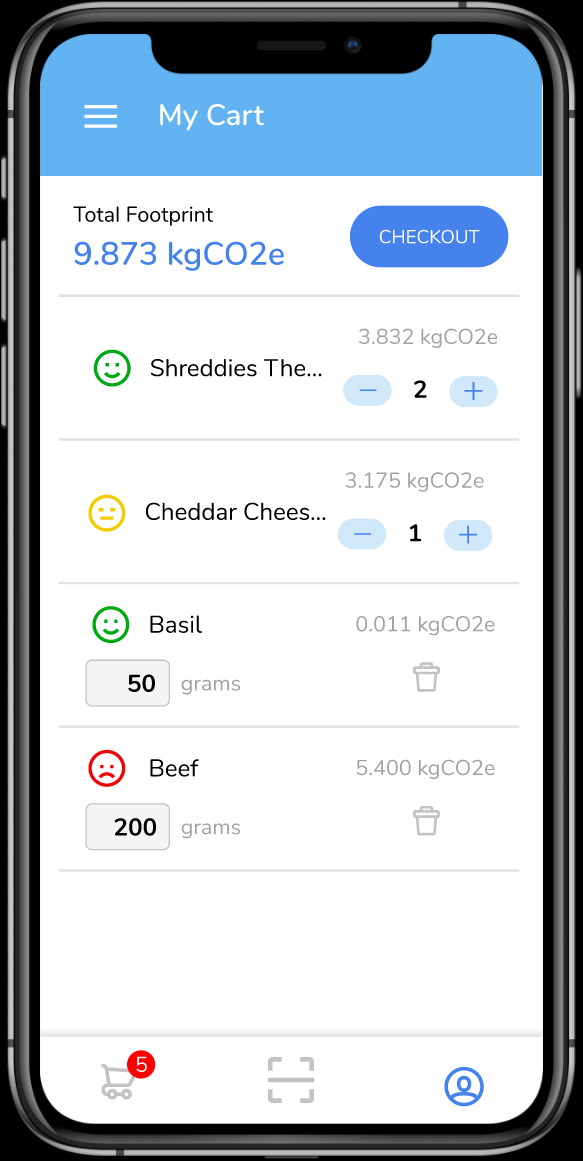 My Cart
Total Footprint
9.873 kgCO2e
CHECKOUT
3.832 kgCO2e
Shreddies The...
2
3.175 kgCO2e
Cheddar Chees...
1
Basil
0.011 kgCO2e
50 grams
Beef
5.400 kgCO2e
200 grams
5